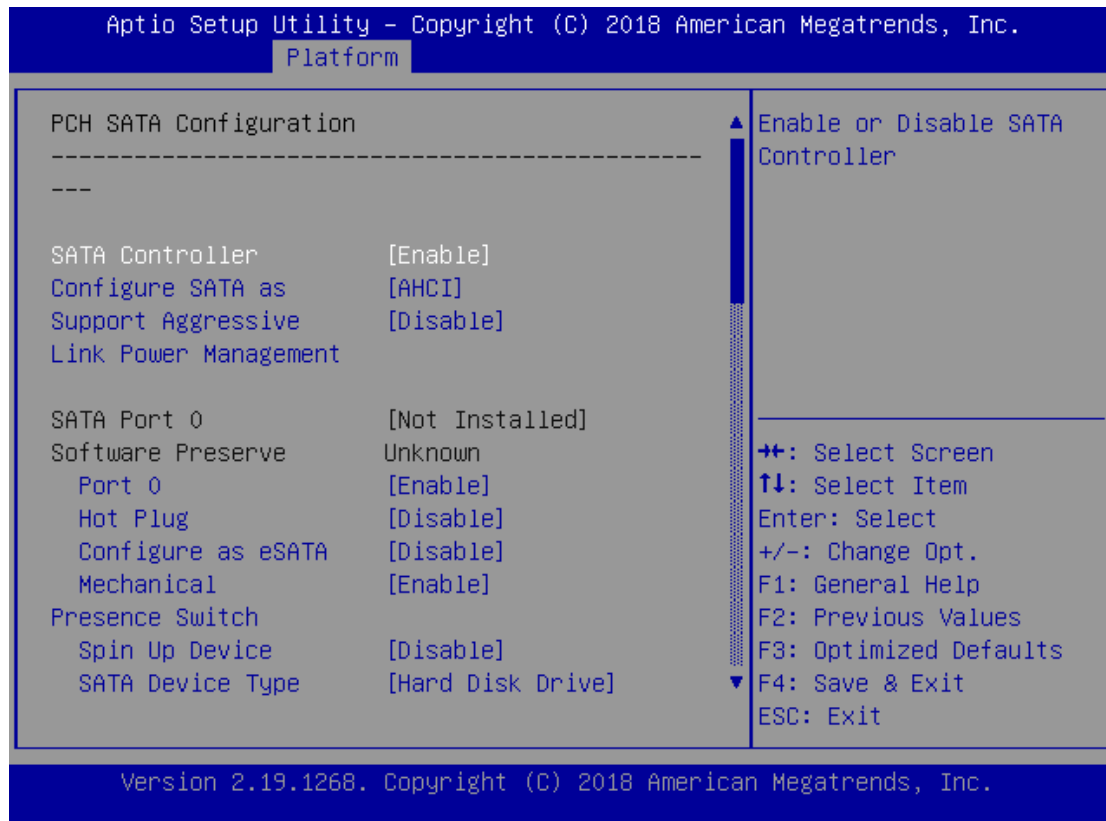 Aptio Setup Utility – Copyright (C) 2018 American Megatrends, Inc.
Platform
PCH SATA Configuration
-----------------------------------------------
---
SATA Controller [Enable]
Configure SATA as [AHCI]
Support Aggressive [Disable]
Link Power Management
SATA Port 0 [Not Installed]
Software Preserve Unknown
Port 0 [Enable]
Hot Plug [Disable]
Configure as eSATA [Disable]
Mechanical [Enable]
Presence Switch
Spin Up Device [Disable]
SATA Device Type [Hard Disk Drive]
Enable or Disable SATA
Controller
→←: Select Screen
↑↓: Select Item
Enter: Select
+/-: Change Opt.
F1: General Help
F2: Previous Values
F3: Optimized Defaults
F4: Save & Exit
ESC: Exit
Version 2.19.1268. Copyright (C) 2018 American Megatrends, Inc.